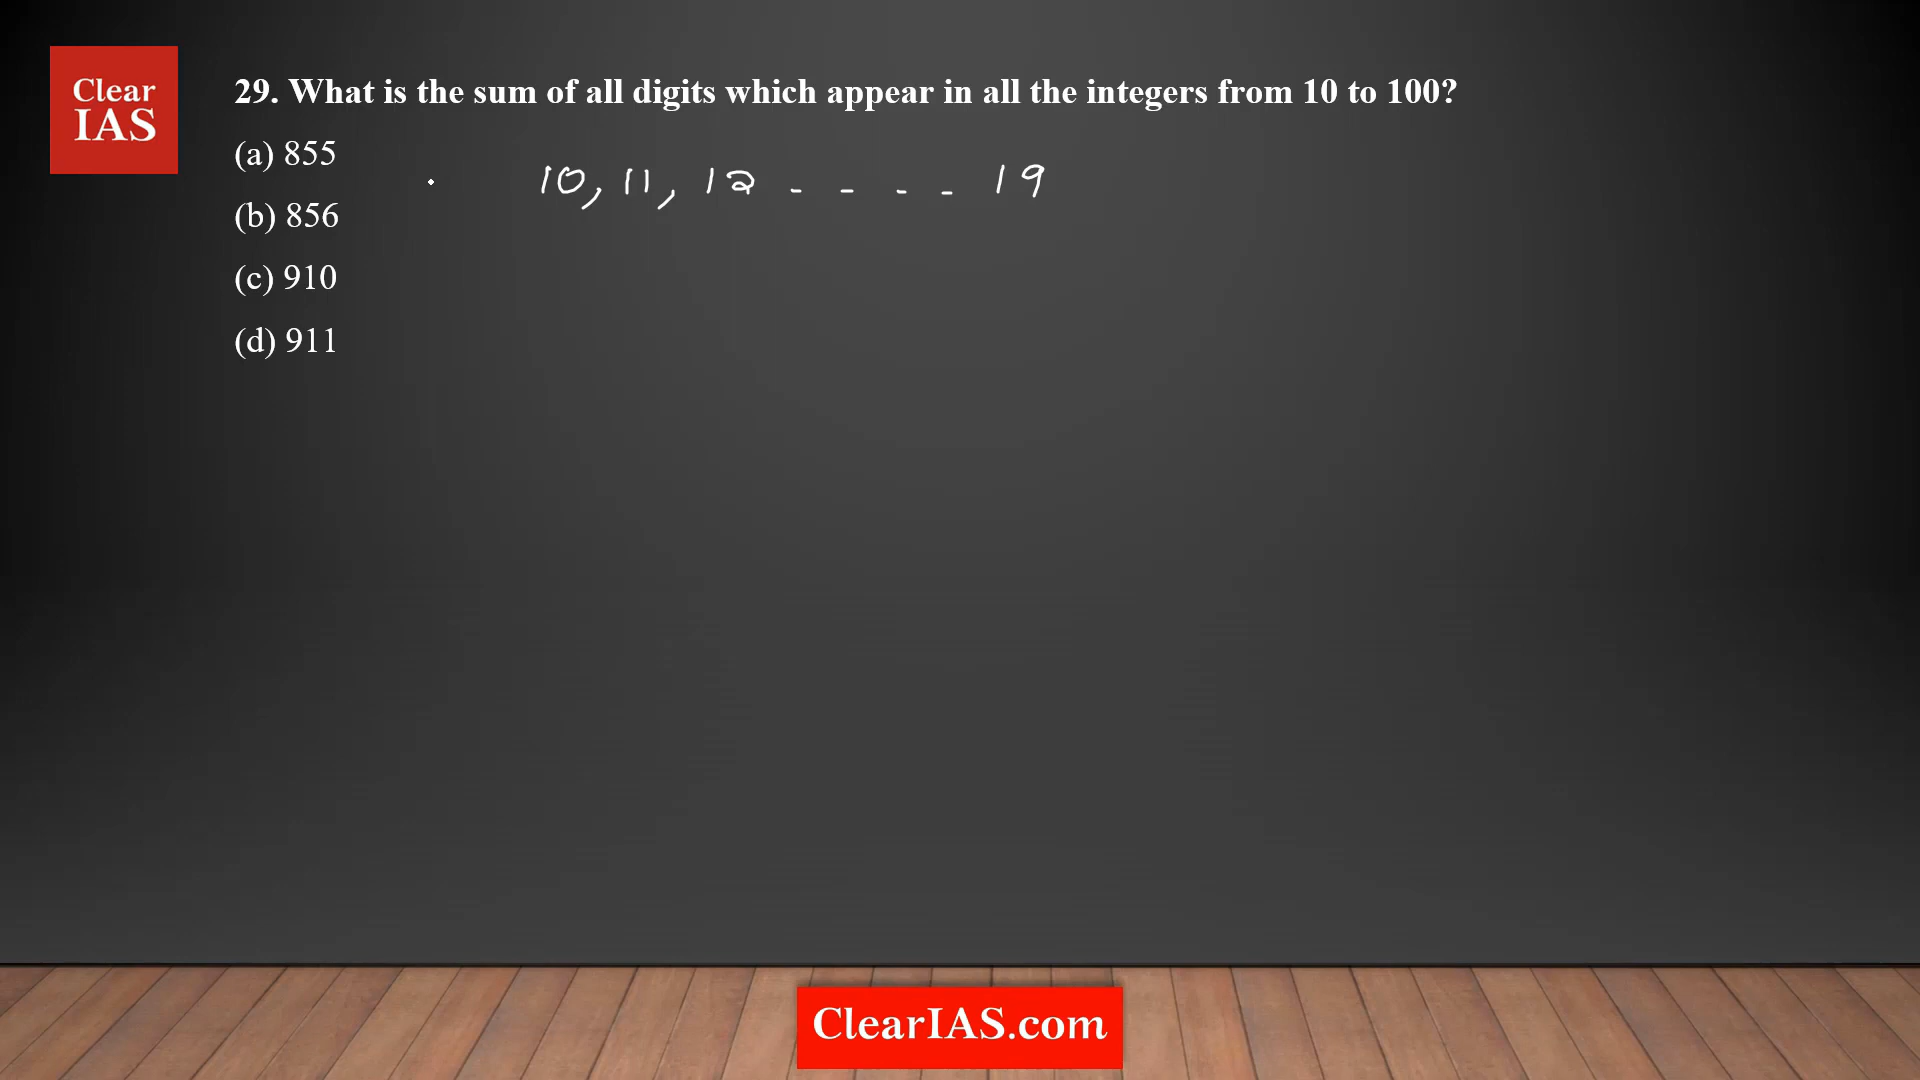 Clear
IAS
29. What is the sum of all digits which appear in all the integers from 10 to 100?
(a) 855
10, 11, 12 - - - - 19
(b) 856
(c) 910
(d) 911
ClearIAS.com